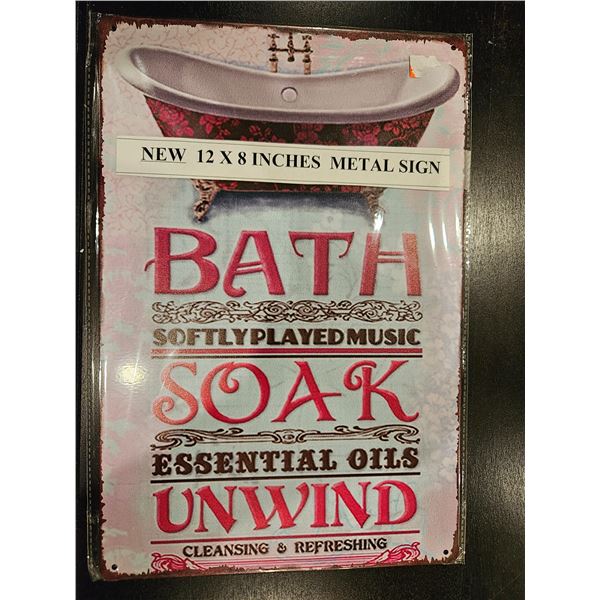 NEW 12 X 8 INCHES METAL SIGN
BATH
SOFTLY PLAYED MUSIC
SOAK
ESSENTIAL OILS
UNWIND
CLEANSING & REFRESHING